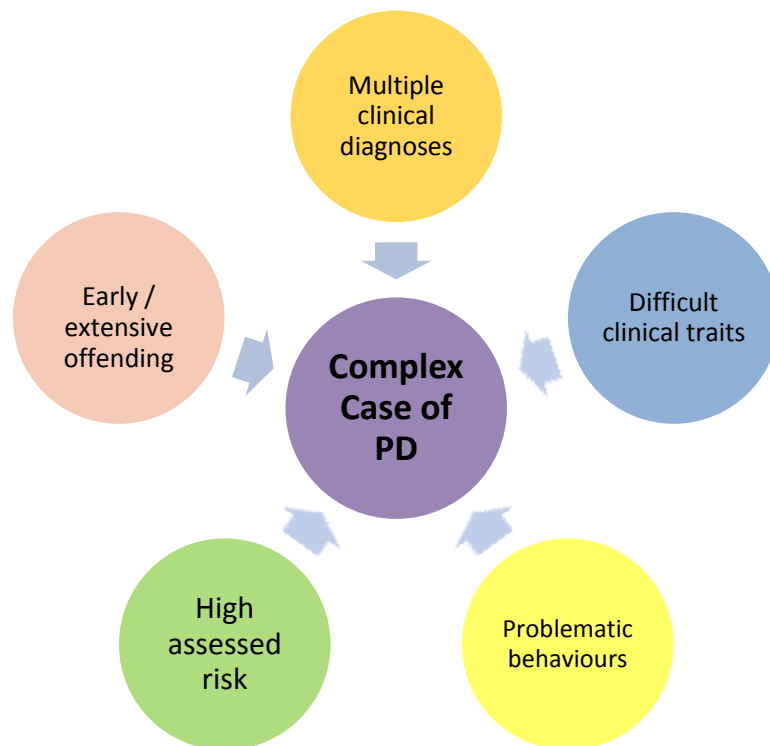 Multiple
clinical
diagnoses
Early /
extensive
offending
Difficult
clinical traits
Complex
Case of
PD
High
assessed
risk
Problematic
behaviours